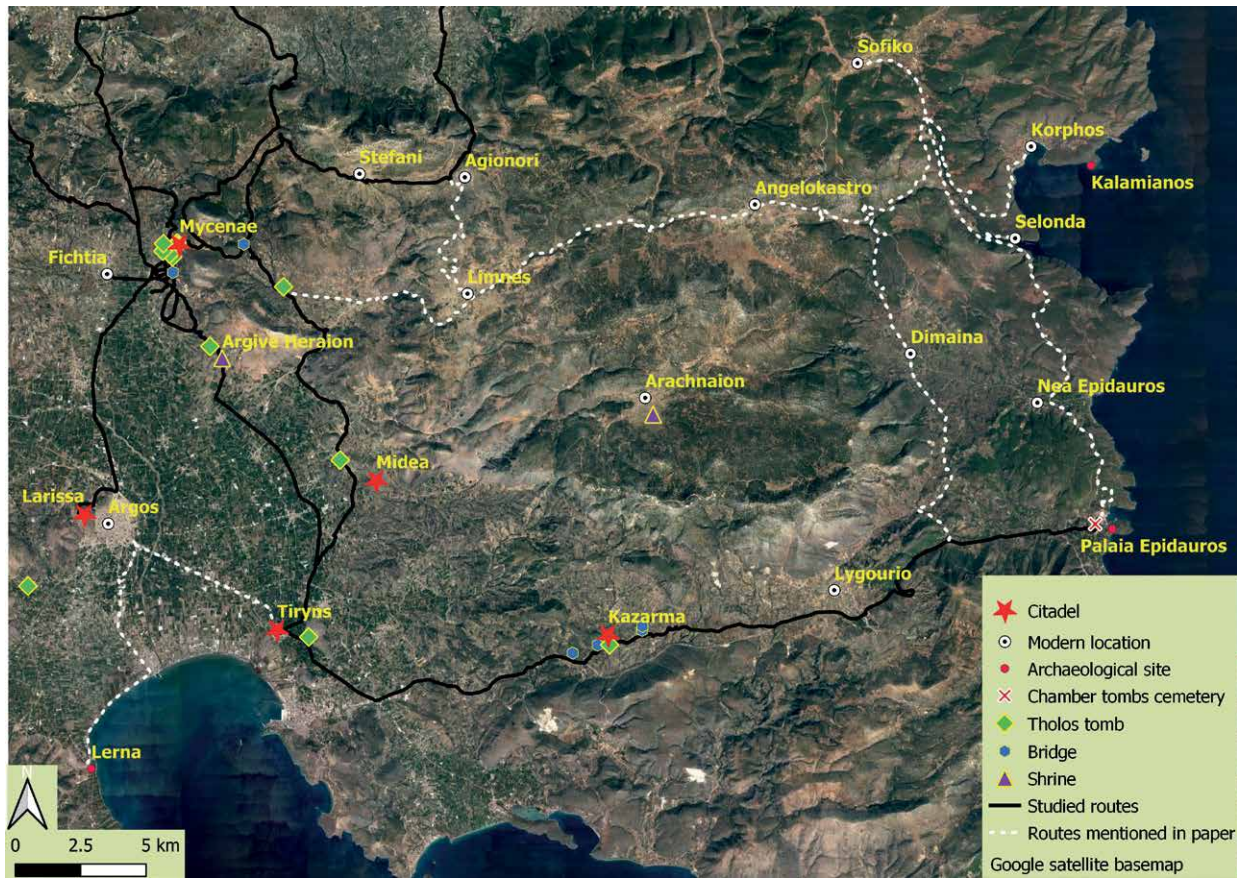 Sofiko
Korphos
Kalamianos
Stefani
Agionori
Angelokastro
Selonda
Mycenae
Fichtia
Limnes
Argive Heraion
Dimaina
Arachnaion
Nea Epidauros
Midea
Larissa
Argos
Palaia Epidauros
Lygourio
Tiryns
Kazarma
Lerna
N
0 2.5 5 km
Citadel
Modern location
Archaeological site
Chamber tombs cemetery
Tholos tomb
Bridge
Shrine
Studied routes
Routes mentioned in paper
Google satellite basemap